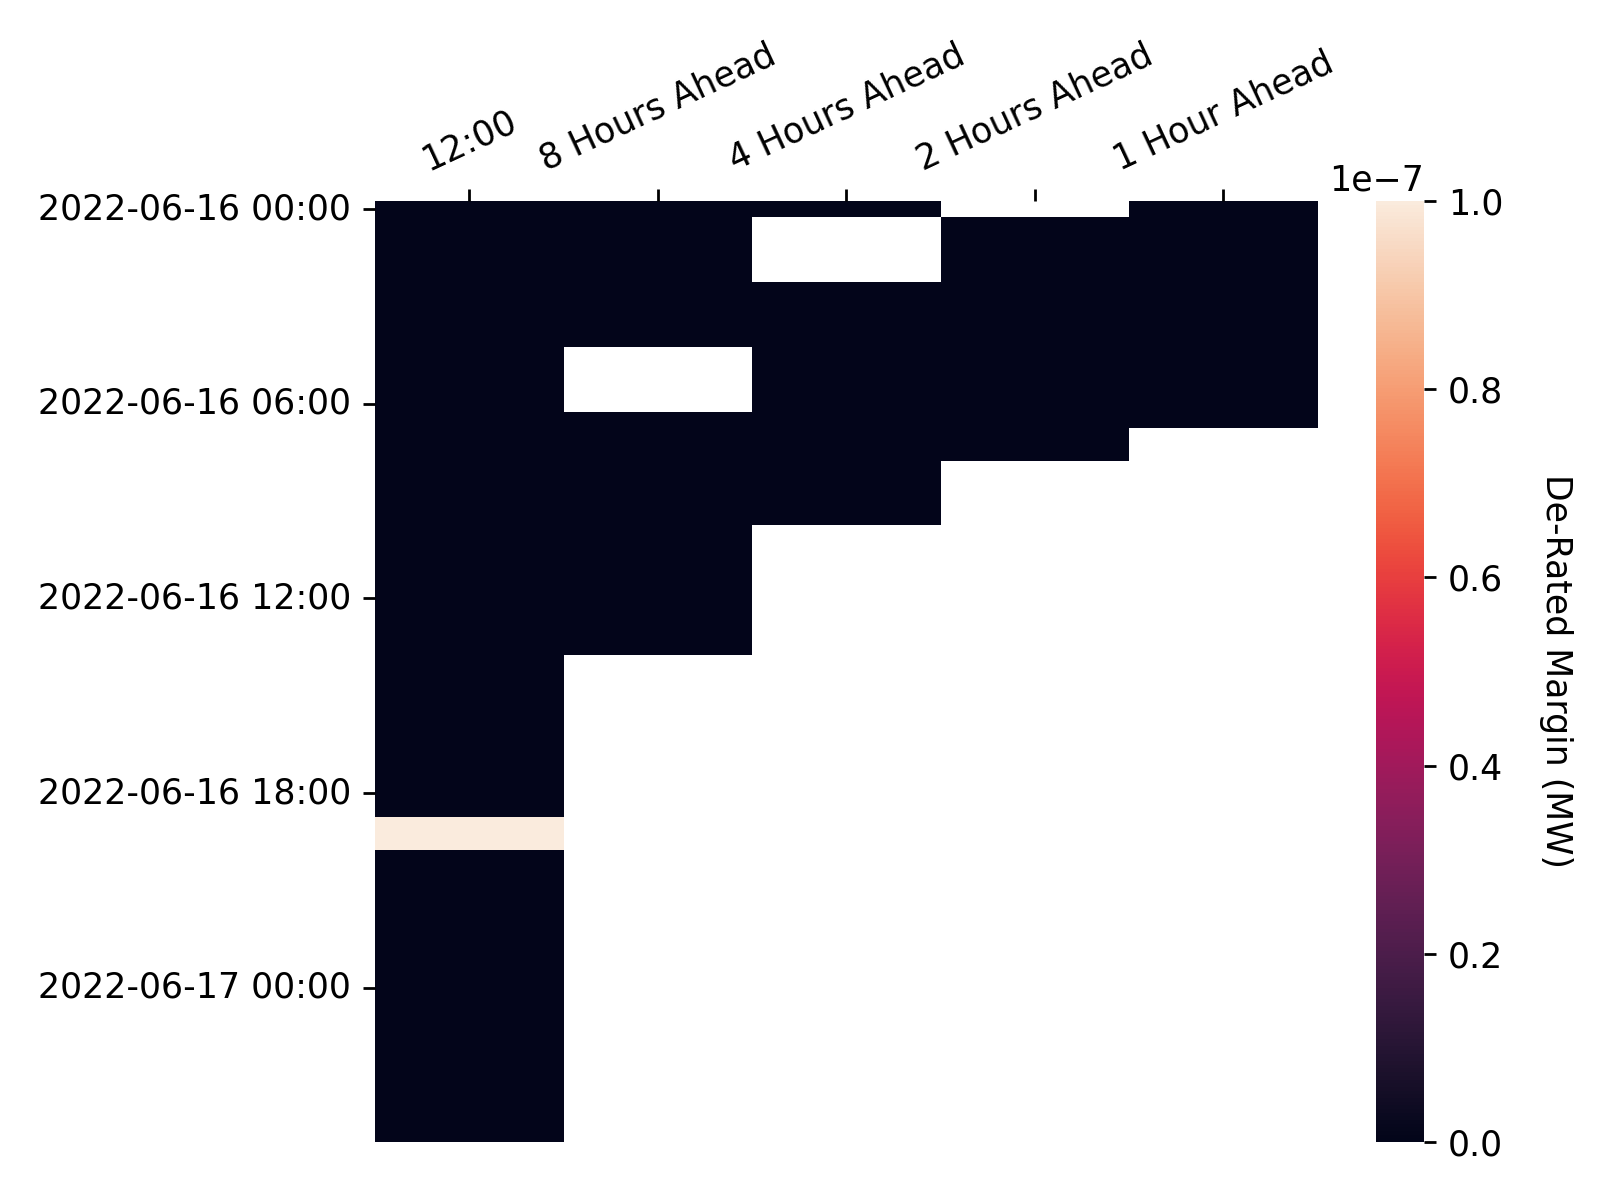 12:00
8 Hours Ahead
4 Hours Ahead
2 Hours Ahead
1 Hour Ahead
2022-06-16 00:00
2022-06-16 06:00
2022-06-16 12:00
2022-06-16 18:00
2022-06-17 00:00
1e−7
1.0
0.8
0.6
0.4
0.2
0.0
De-Rated Margin (MW)